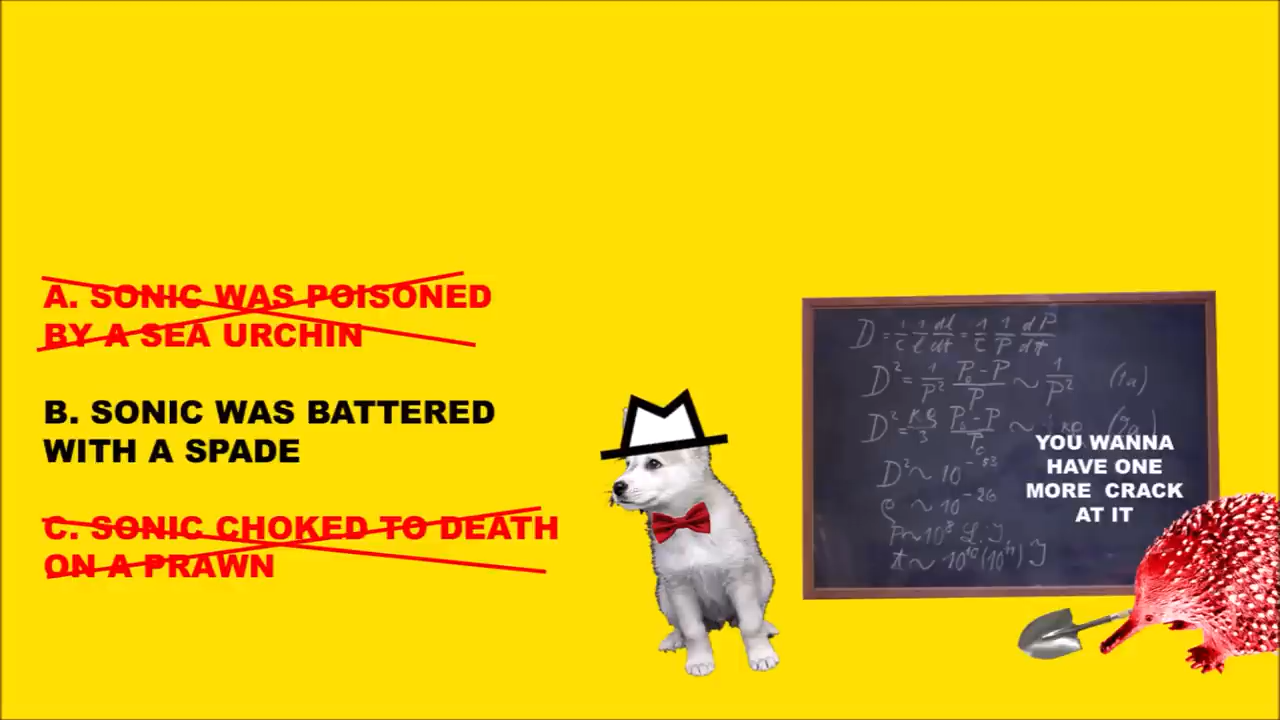 A. SONIC WAS POISONED
BY A SEA URCHIN
B. SONIC WAS BATTERED
WITH A SPADE
C. SONIC CHOKED TO DEATH
ON A PRAWN
YOU WANNA
HAVE ONE
MORE CRACK
AT IT